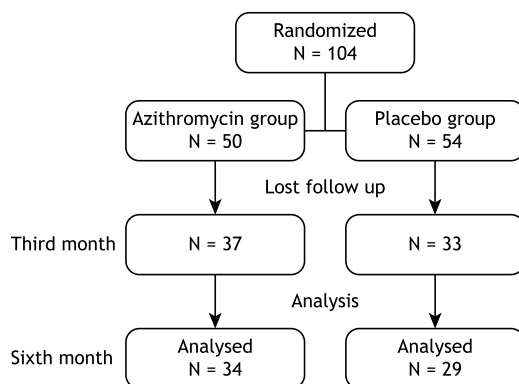 Randomized
N = 104
Azithromycin group
N = 50
Placebo group
N = 54
Lost follow up
Third month
N = 37
N = 33
Analysis
Sixth month
Analysed
N = 34
Analysed
N = 29